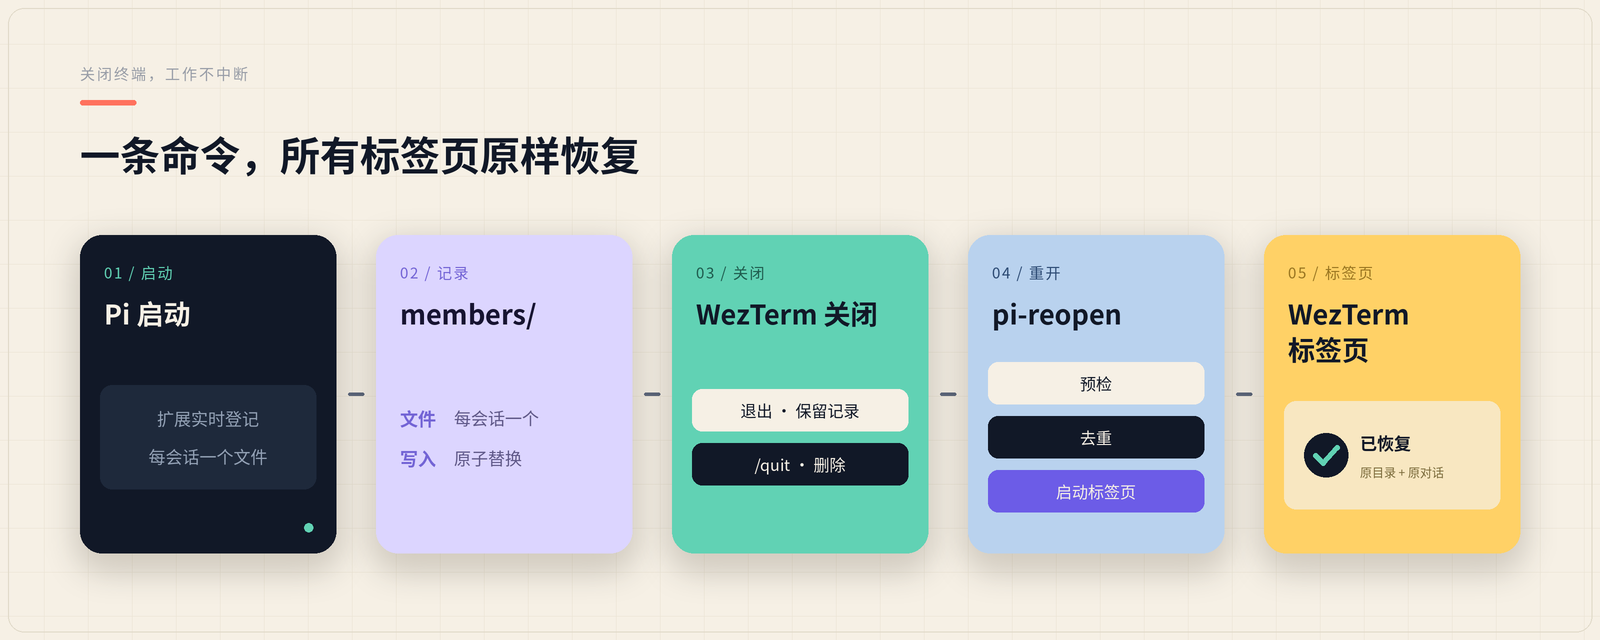 关闭终端，工作不中断
一条命令，所有标签页原样恢复
01 / 启动
Pi 启动
扩展实时登记
每会话一个文件
02 / 记录
members/
文件 每会话一个
写入 原子替换
03 / 关闭
WezTerm 关闭
退出 · 保留记录
/quit · 删除
04 / 重开
pi-reopen
预检
去重
启动标签页
05 / 标签页
WezTerm
标签页
已恢复
原目录 + 原对话